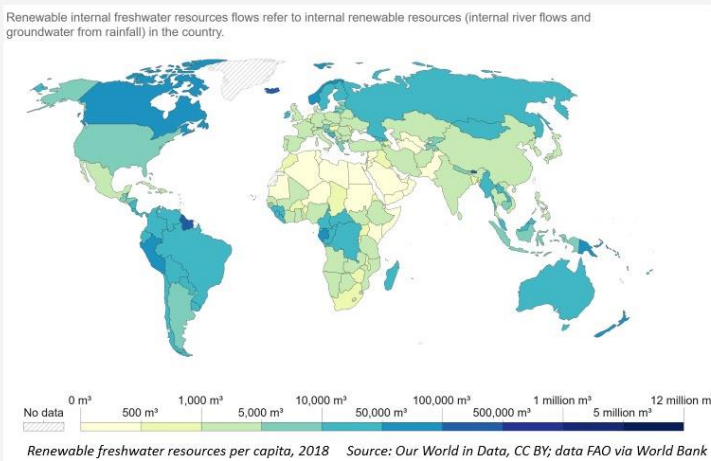 Renewable internal freshwater resources flows refer to internal renewable resources (internal river flows and
groundwater from rainfall) in the country.
0 m³ 1,000 m³ 10,000 m³ 100,000 m³ 1 million m³ 12 million m
No data 500 m³ 5,000 m³ 50,000 m³ 500,000 m³ 5 million m³
Renewable freshwater resources per capita, 2018 Source: Our World in Data, CC BY; data FAO via World Bank